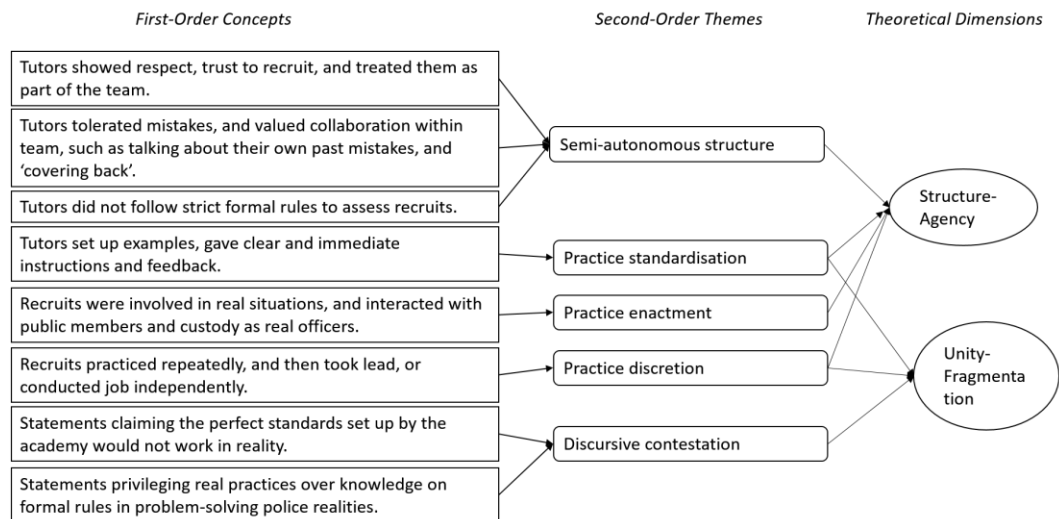 First-Order Concepts
Second-Order Themes
Theoretical Dimensions
Tutors showed respect, trust to recruit, and treated them as
part of the team.
Tutors tolerated mistakes, and valued collaboration within
team, such as talking about their own past mistakes, and
‘covering back’.
Tutors did not follow strict formal rules to assess recruits.
Tutors set up examples, gave clear and immediate
instructions and feedback.
Recruits were involved in real situations, and interacted with
public members and custody as real officers.
Recruits practiced repeatedly, and then took lead, or
conducted job independently.
Statements claiming the perfect standards set up by the
academy would not work in reality.
Statements privileging real practices over knowledge on
formal rules in problem-solving police realities.
Semi-autonomous structure
Practice standardisation
Practice enactment
Practice discretion
Discursive contestation
Structure-
Agency
Unity-
Fragmenta
tion